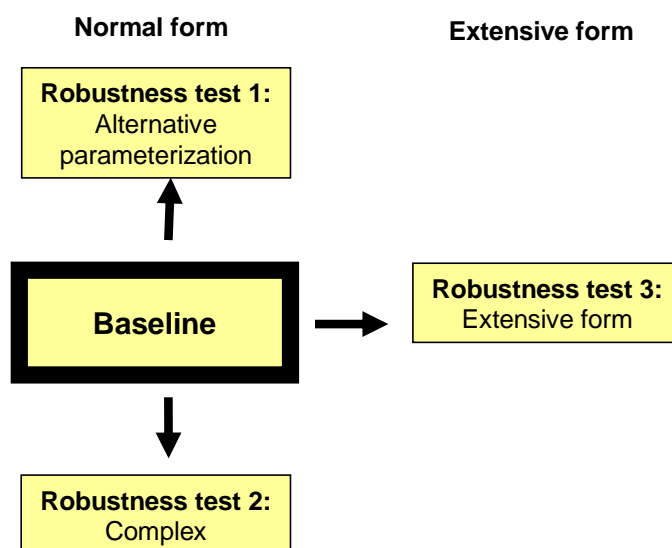 Normal form
Extensive form
Robustness test 1:
Alternative
parameterization
Baseline
Robustness test 3:
Extensive form
Robustness test 2:
Complex